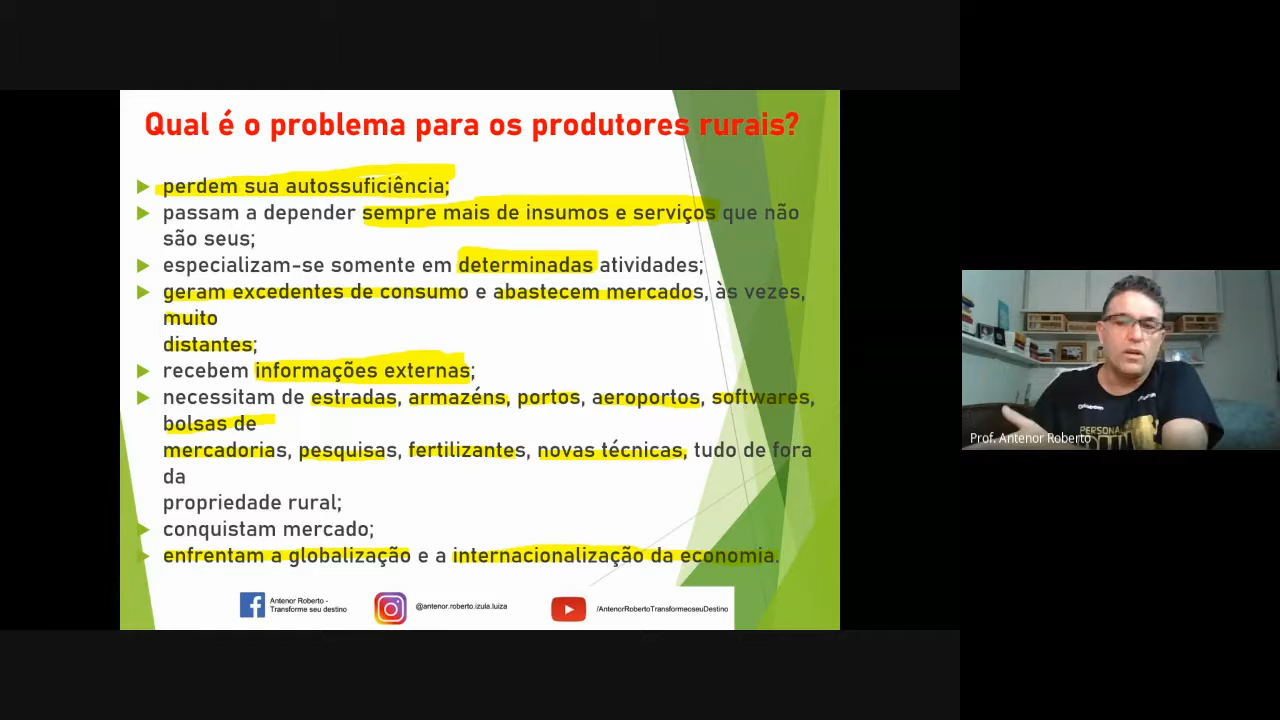 Qual é o problema para os produtores rurais?
perdem sua autossuficiência;
passam a depender sempre mais de insumos e serviços que não
são seus;
especializam-se somente em determinadas atividades;
geram excedentes de consumo e abastecem mercados, às vezes,
muito
distantes;
recebem informações externas;
necessitam de estradas, armazéns, portos, aeroportos, softwares,
bolsas de
mercadorias, pesquisas, fertilizantes, novas técnicas, tudo de fora
da
propriedade rural;
conquistam mercado;
enfrentam a globalização e a internacionalização da economia.
Antenor Roberto -
Transforme seu destino
@antenor.roberto.izula.luiza
/AntenorRobertoTransformeoseuDestino
PERSONAL
Prof. Antenor Roberto